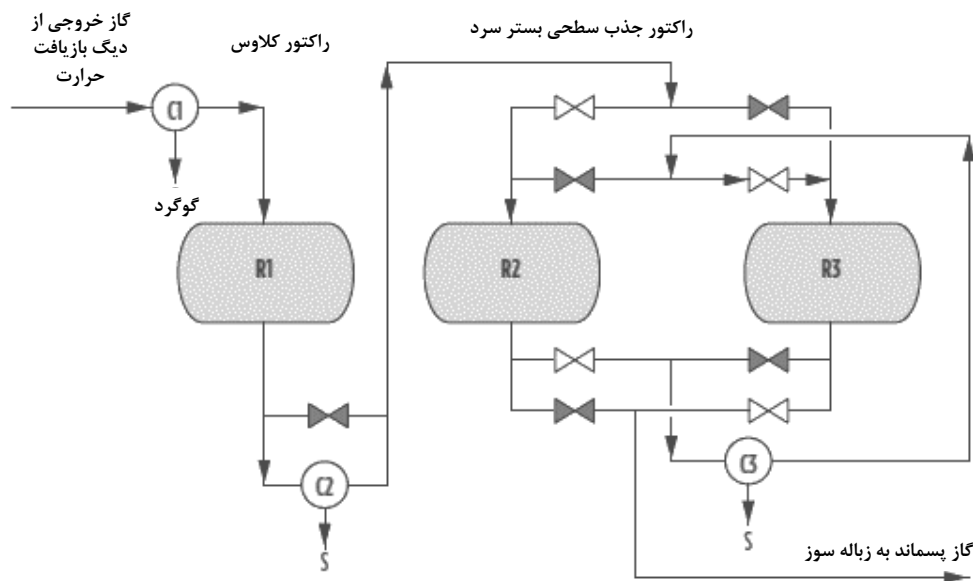 گاز خروجی از
دیگ بازیافت
حرارت
راکتور کلاوس
راکتور جذب سطحی بستر سرد
C1
گوگرد
R1
R2
R3
C2
C3
S
S
گاز پسماند به زباله سوز